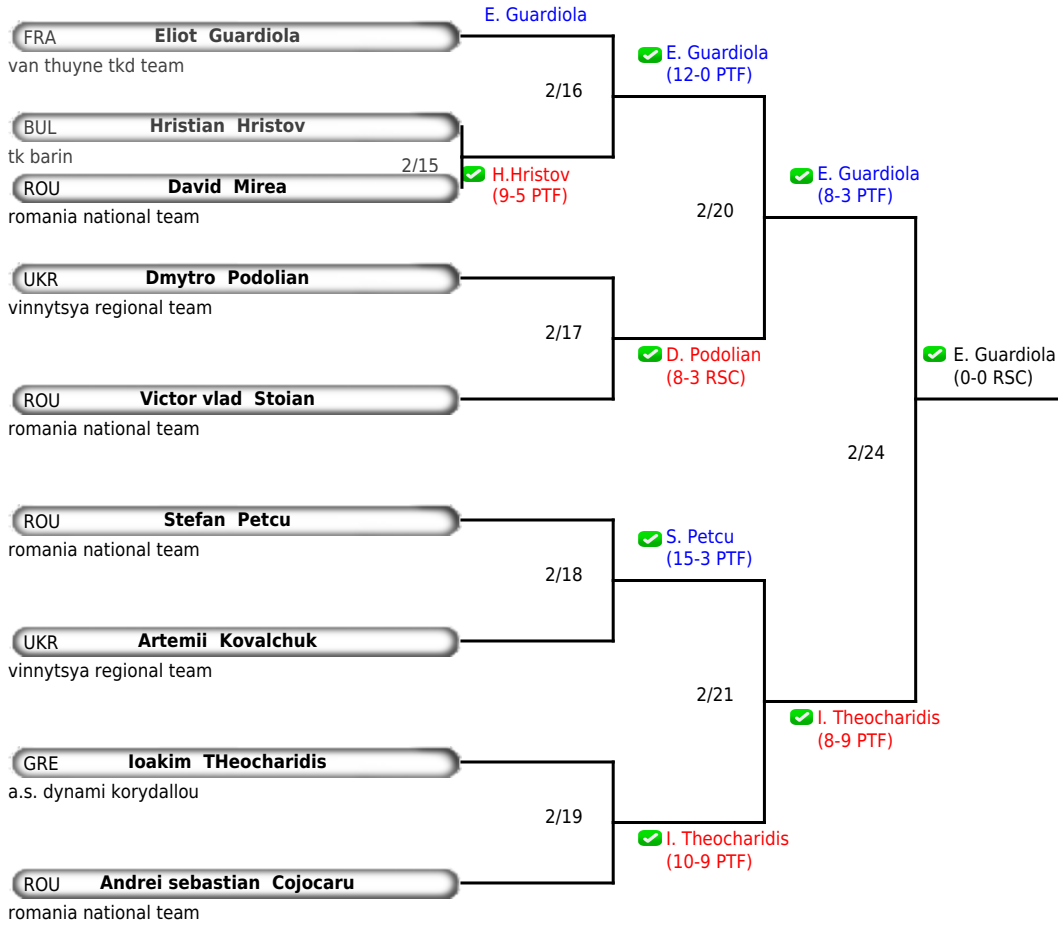 E. Guardiola
FRA Eliot Guardiola
van thuyne tkd team
E. Guardiola
(12-0 PTF)
2/16
BUL Hristian Hristov
tk barin
2/15
H.Hristov
(9-5 PTF)
ROU David Mirea
romania national team
E. Guardiola
(8-3 PTF)
2/20
UKR Dmytro Podolian
vinnytsya regional team
2/17
D. Podolian
(8-3 RSC)
E. Guardiola
(0-0 RSC)
ROU Victor vlad Stoian
romania national team
2/24
ROU Stefan Petcu
romania national team
S. Petcu
(15-3 PTF)
2/18
UKR Artemii Kovalchuk
vinnytsya regional team
2/21
I. Theocharidis
(8-9 PTF)
GRE Ioakim THeocharidis
a.s. dynami korydallou
2/19
I. Theocharidis
(10-9 PTF)
ROU Andrei sebastian Cojocaru
romania national team